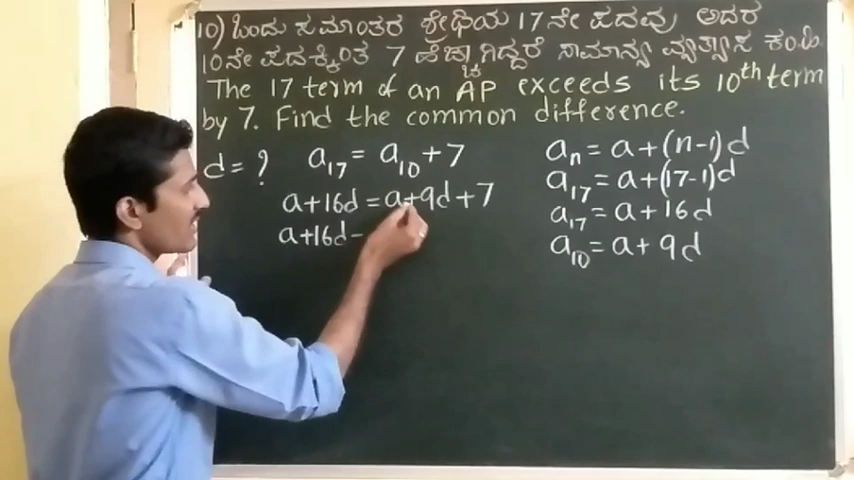 10) ಒಂದು ಸಮಾಂತರ ಶ್ರೇಢಿಯ 17 ನೇ ಪದವು ಅದರ
10ನೇ ಪದಕ್ಕಿಂತ 7 ಹೆಚ್ಚಾಗಿದ್ದರೆ ಸಾಮಾನ್ಯ ವ್ಯತ್ಯಾಸ ಕಂ.ಹಿ.
The 17 term of an AP exceeds its 10th term
by 7. Find the common difference.
d = ? a₁₇ = a₁₀ + 7
a+16d = a+9d+7
a+16d-
aₙ = a+(n-1)d
a₁₇ = a+(17-1)d
a₁₇ = a+16d
a₁₀ = a+ 9d